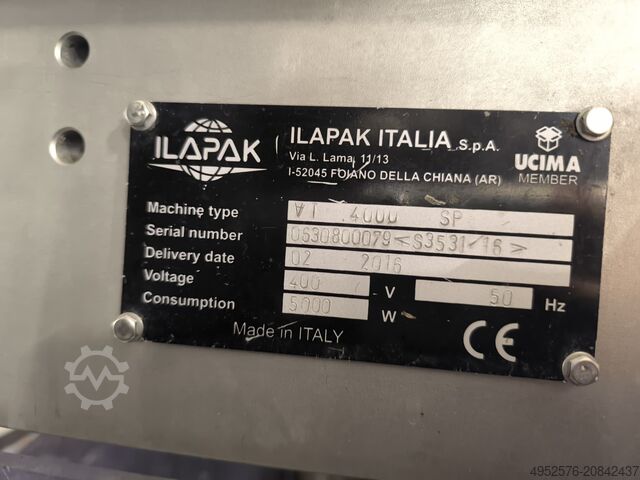 ILAPAK
ILAPAK ITALIA S.p.A.
Via L. Lama, 11/13
I-52045 FOIANO DELLA CHIANA (AR)
UCIMA
MEMBER
Machine type VT 4000 SP
Serial number 0630800079<S3531/16>
Delivery date 02 2016
Voltage 400 V 50 Hz
Consumption 5000 W
Made in ITALY
CE
4952576-20842437